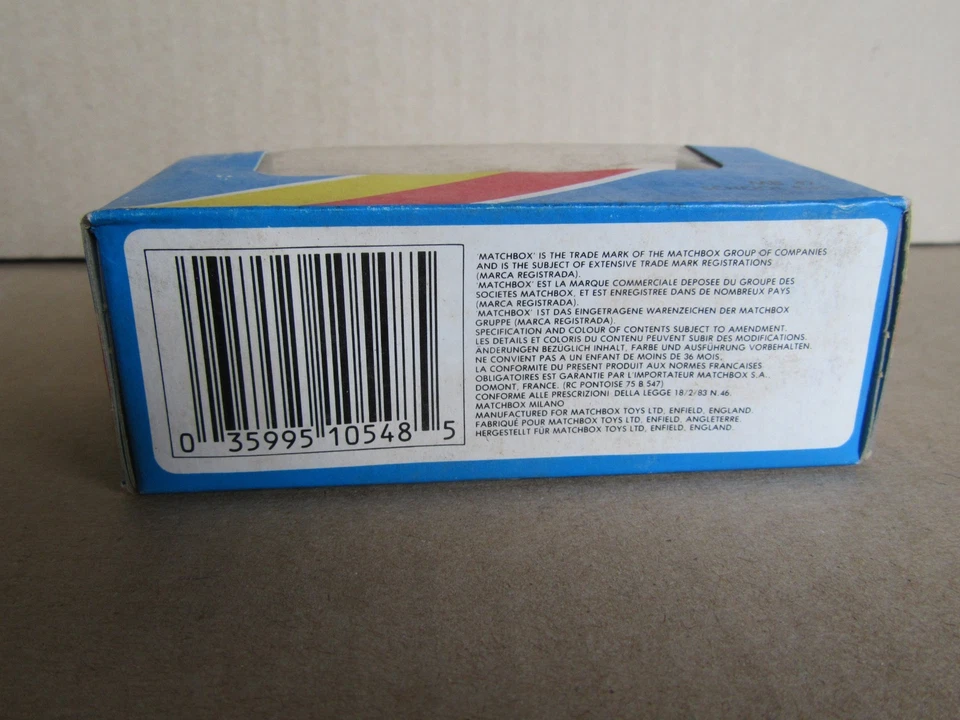 0 35995 10548 5
'MATCHBOX' IS THE TRADE MARK OF THE MATCHBOX GROUP OF COMPANIES
AND IS THE SUBJECT OF EXTENSIVE TRADE MARK REGISTRATIONS
(MARCA REGISTRADA).
'MATCHBOX' EST LA MARQUE COMMERCIALE DEPOSEE DU GROUPE DES
SOCIETES MATCHBOX, ET EST ENREGISTREE DANS DE NOMBREUX PAYS
(MARCA REGISTRADA).
'MATCHBOX' IST DAS EINGETRAGENE WARENZEICHEN DER MATCHBOX
GRUPPE (MARCA REGISTRADA).
SPECIFICATION AND COLOUR OF CONTENTS SUBJECT TO AMENDMENT.
LES DETAILS ET COLORIS DU CONTENU PEUVENT SUBIR DES MODIFICATIONS.
ÄNDERUNGEN BEZÜGLICH INHALT, FARBE UND AUSFÜHRUNG VORBEHALTEN.
NE CONVIENT PAS A UN ENFANT DE MOINS DE 36 MOIS.
LA CONFORMITE DU PRESENT PRODUIT AUX NORMES FRANCAISES
OBLIGATOIRES EST GARANTIE PAR L'IMPORTATEUR MATCHBOX S.A.
DOMONT, FRANCE. (RC PONTOISE 75 B 547)
CONFORME ALLE PRESCRIZIONI DELLA LEGGE 18/2/83 N.46.
MATCHBOX MILANO
MANUFACTURED FOR MATCHBOX TOYS LTD, ENFIELD, ENGLAND.
FABRIQUÉ POUR MATCHBOX TOYS LTD, ENFIELD, ANGLETERRE.
HERGESTELLT FÜR MATCHBOX TOYS LTD, ENFIELD, ENGLAND.